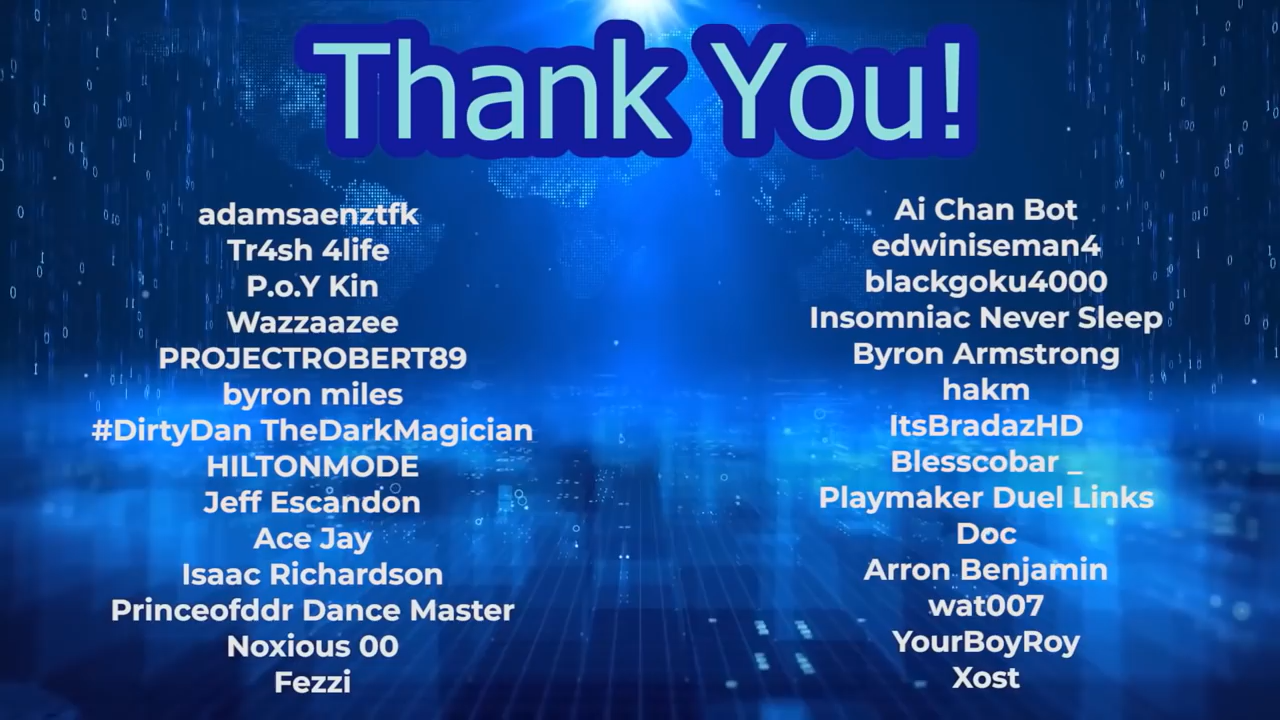 Thank You!
adamsaenztfk
Tr4sh 4life
P.o.Y Kin
Wazzaazee
PROJECTROBERT89
byron miles
#DirtyDan TheDarkMagician
HILTONMODE
Jeff Escandon
Ace Jay
Isaac Richardson
Princeofddr Dance Master
Noxious 00
Fezzi
Ai Chan Bot
edwiniseman4
blackgoku4000
Insomniac Never Sleep
Byron Armstrong
hakm
ItsBradazHD
Blesscobar _
Playmaker Duel Links
Doc
Arron Benjamin
wat007
YourBoyRoy
Xost